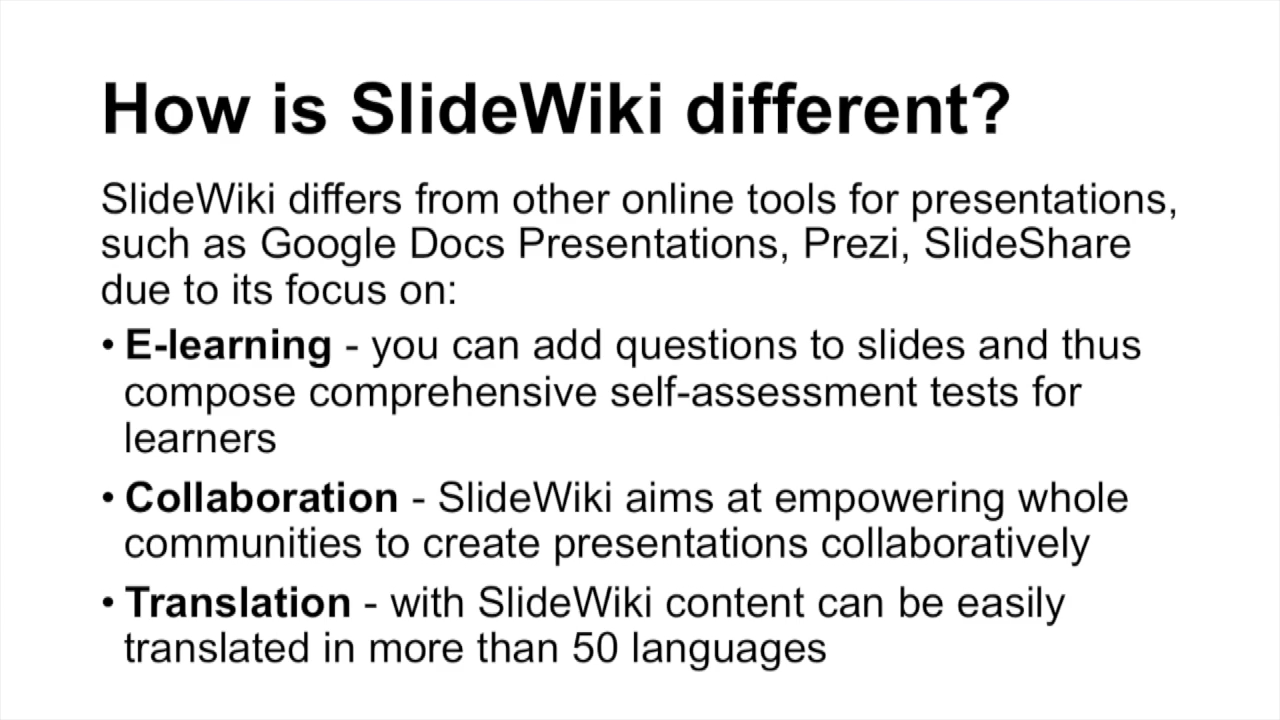 How is SlideWiki different?
SlideWiki differs from other online tools for presentations,
such as Google Docs Presentations, Prezi, SlideShare
due to its focus on:
• E-learning - you can add questions to slides and thus
compose comprehensive self-assessment tests for
learners
• Collaboration - SlideWiki aims at empowering whole
communities to create presentations collaboratively
• Translation - with SlideWiki content can be easily
translated in more than 50 languages